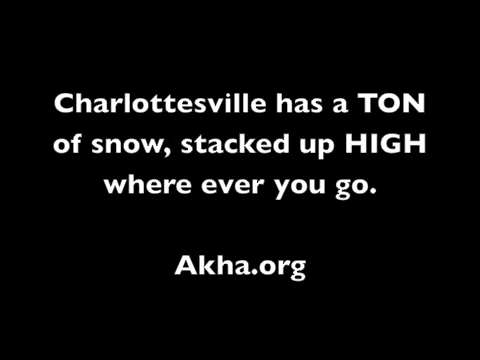 Charlottesville has a TON
of snow, stacked up HIGH
where ever you go.
Akha.org